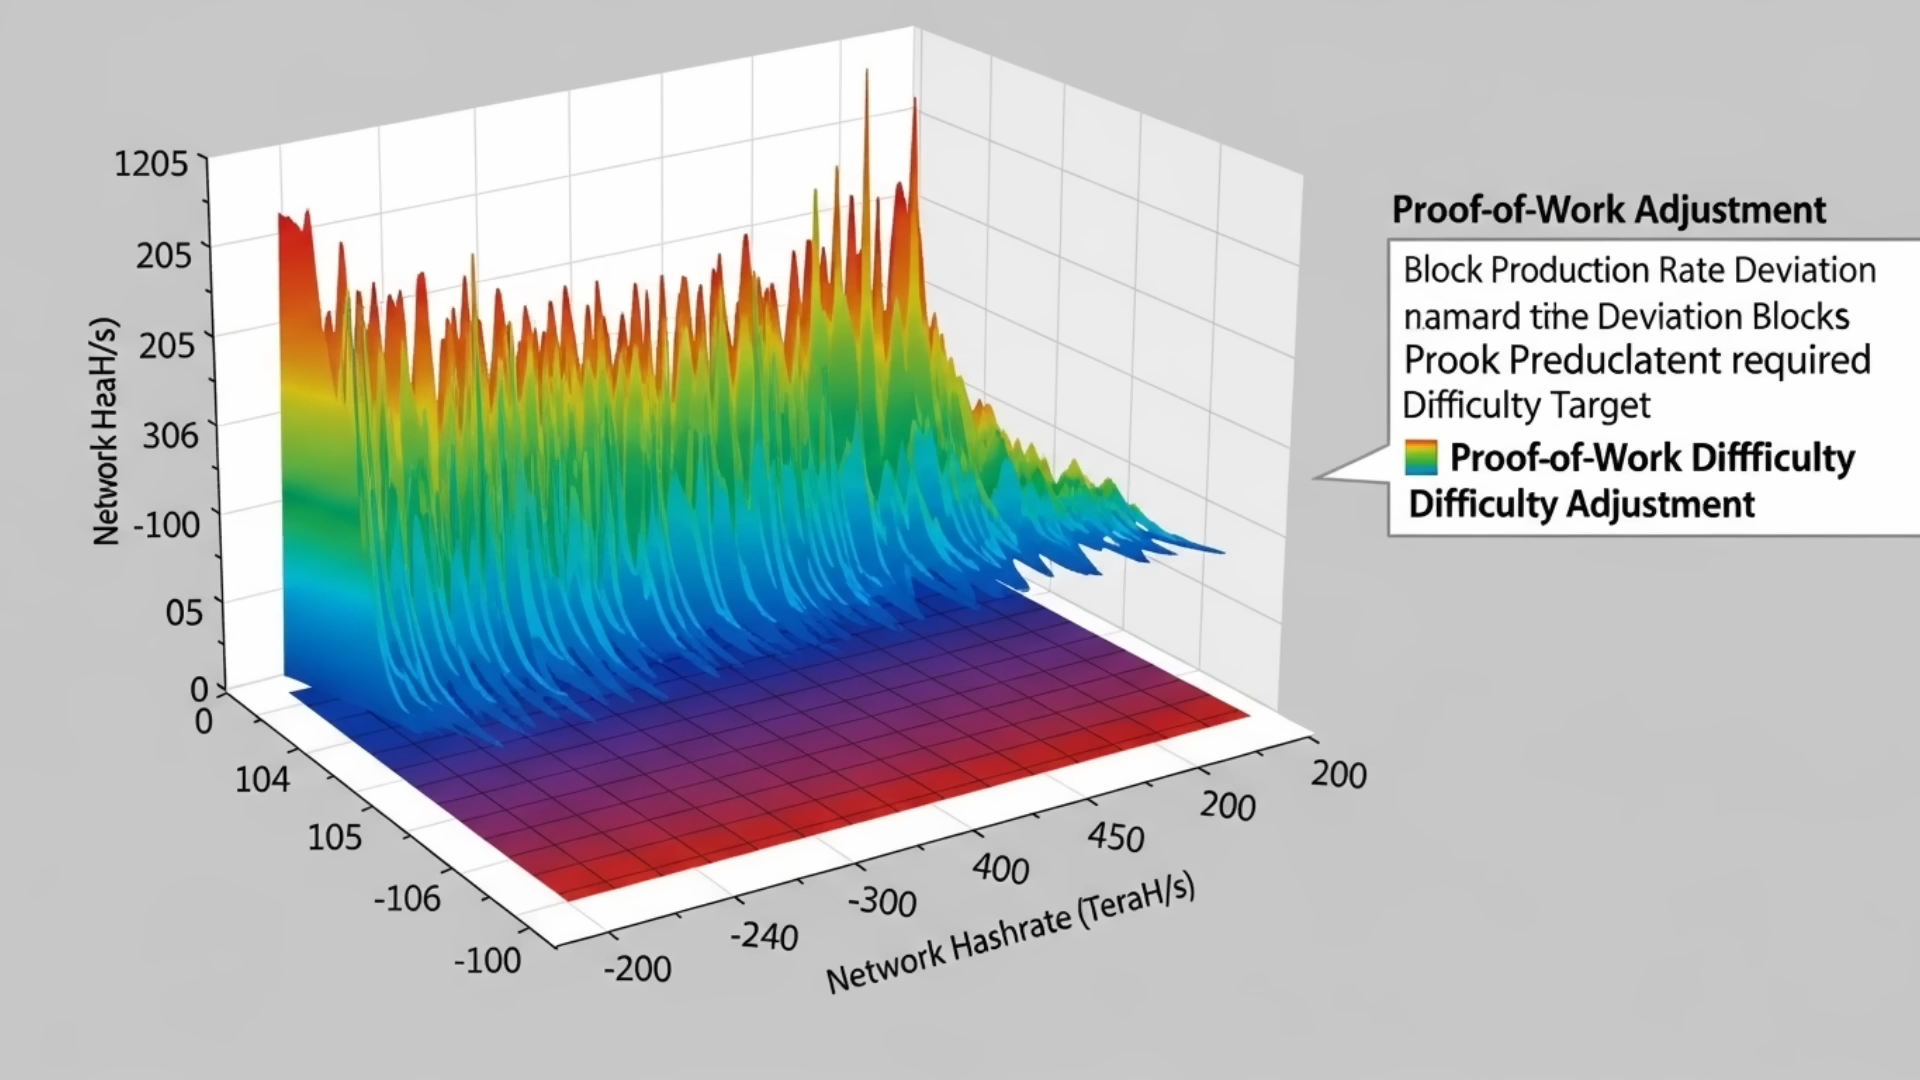 Proof-of-Work Adjustment
Block Production Rate Deviation
namard tihe Deviation Blocks
Prook Preduclatent required
Difficulty Target
Proof-of-Work Diffficulty
Difficulty Adjustment
Network HaaH/s)
1205
205
205
306
-100
05
0
0
104
105
-106
-100
-200
-240
-300
400
450
200
200
Network Hashrate (TeraH/s)